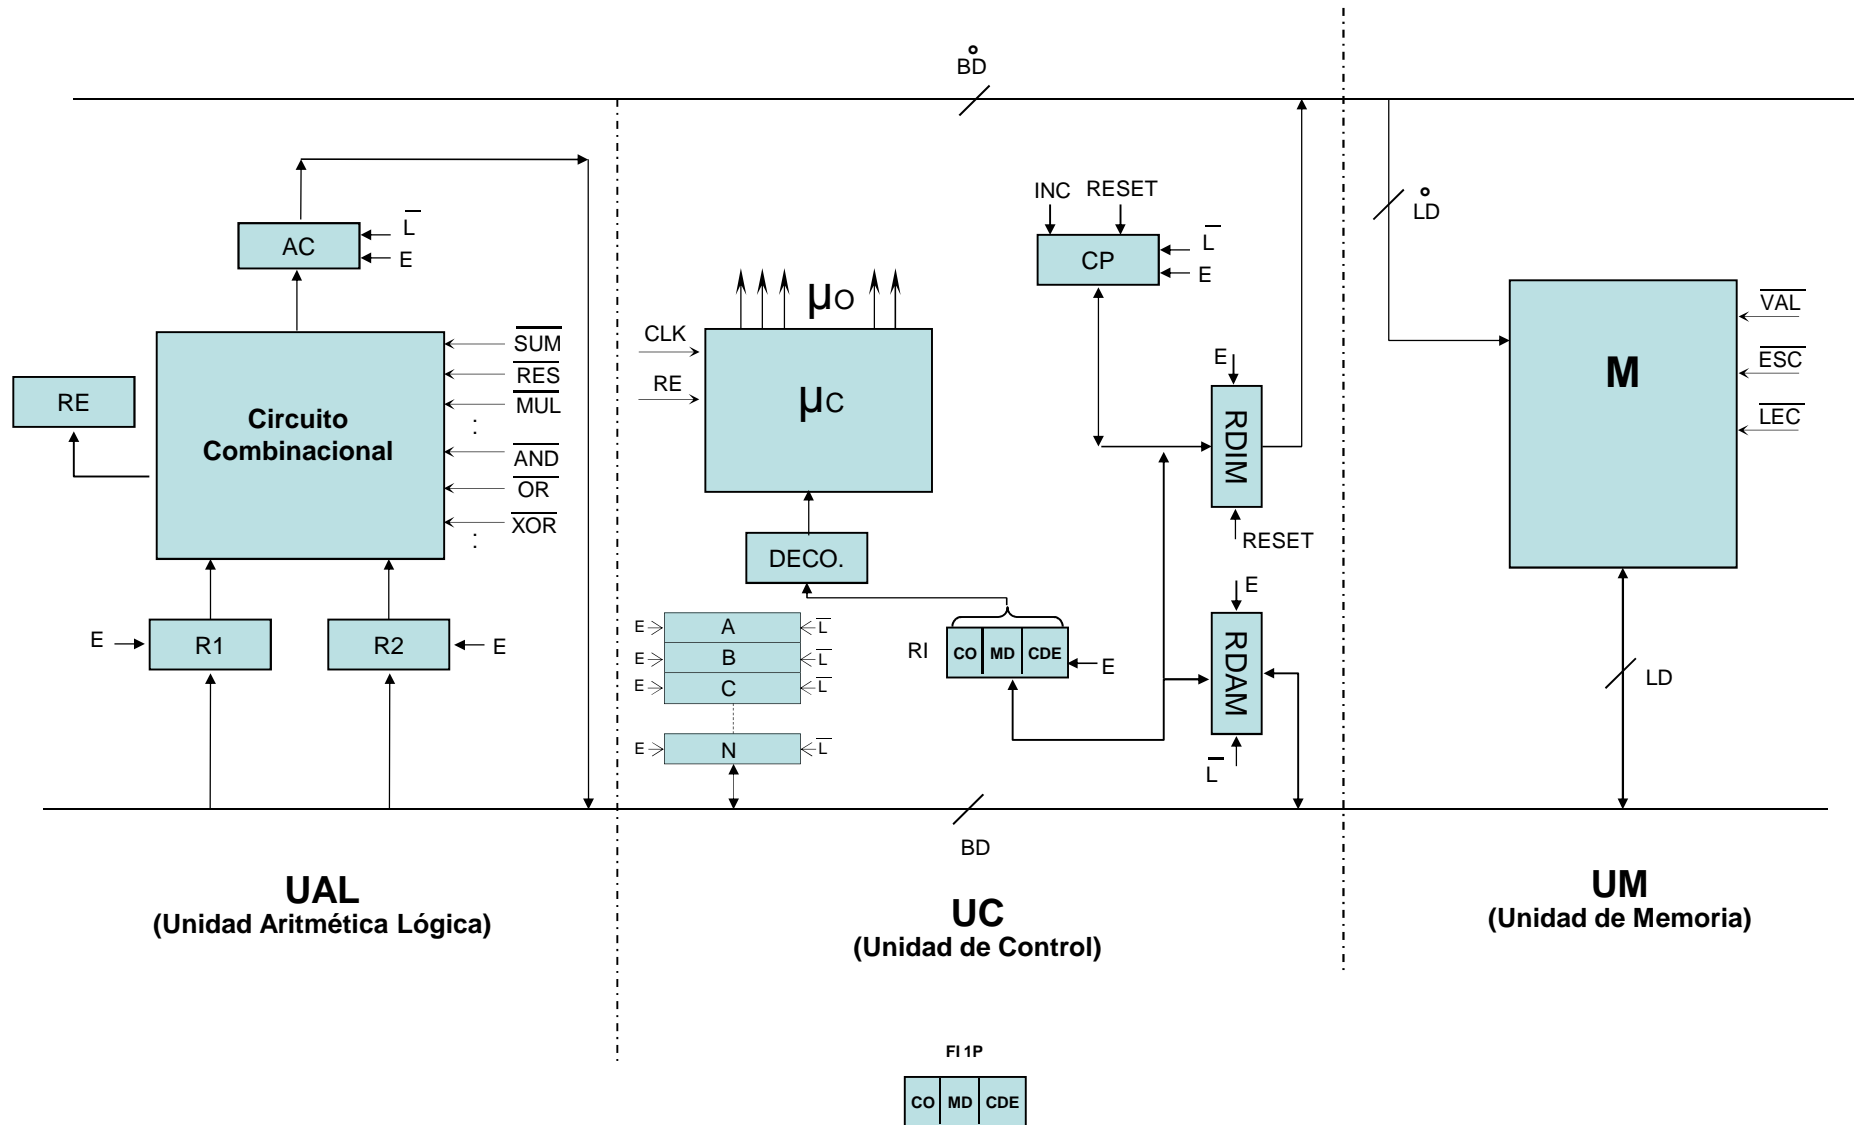 BD̊
INC RESET
LD̊
L̅
AC
E
L̅
CP
E
µO
VAL̅
M
CLK
SUM̅
RES̅
MUL̅
:
AND̅
OR̅
XOR̅
:
RE
Circuito
Combinacional
RE
µC
E
RDIM
RESET
ESC̅
LEC̅
DECO.
E
RDAM
L̅
E R1
R2 E
E A L̅
E B L̅
E C L̅
E N L̅
RI CO MD CDE E
LD
BD
UAL
(Unidad Aritmética Lógica)
UC
(Unidad de Control)
UM
(Unidad de Memoria)
FI 1P
CO MD CDE